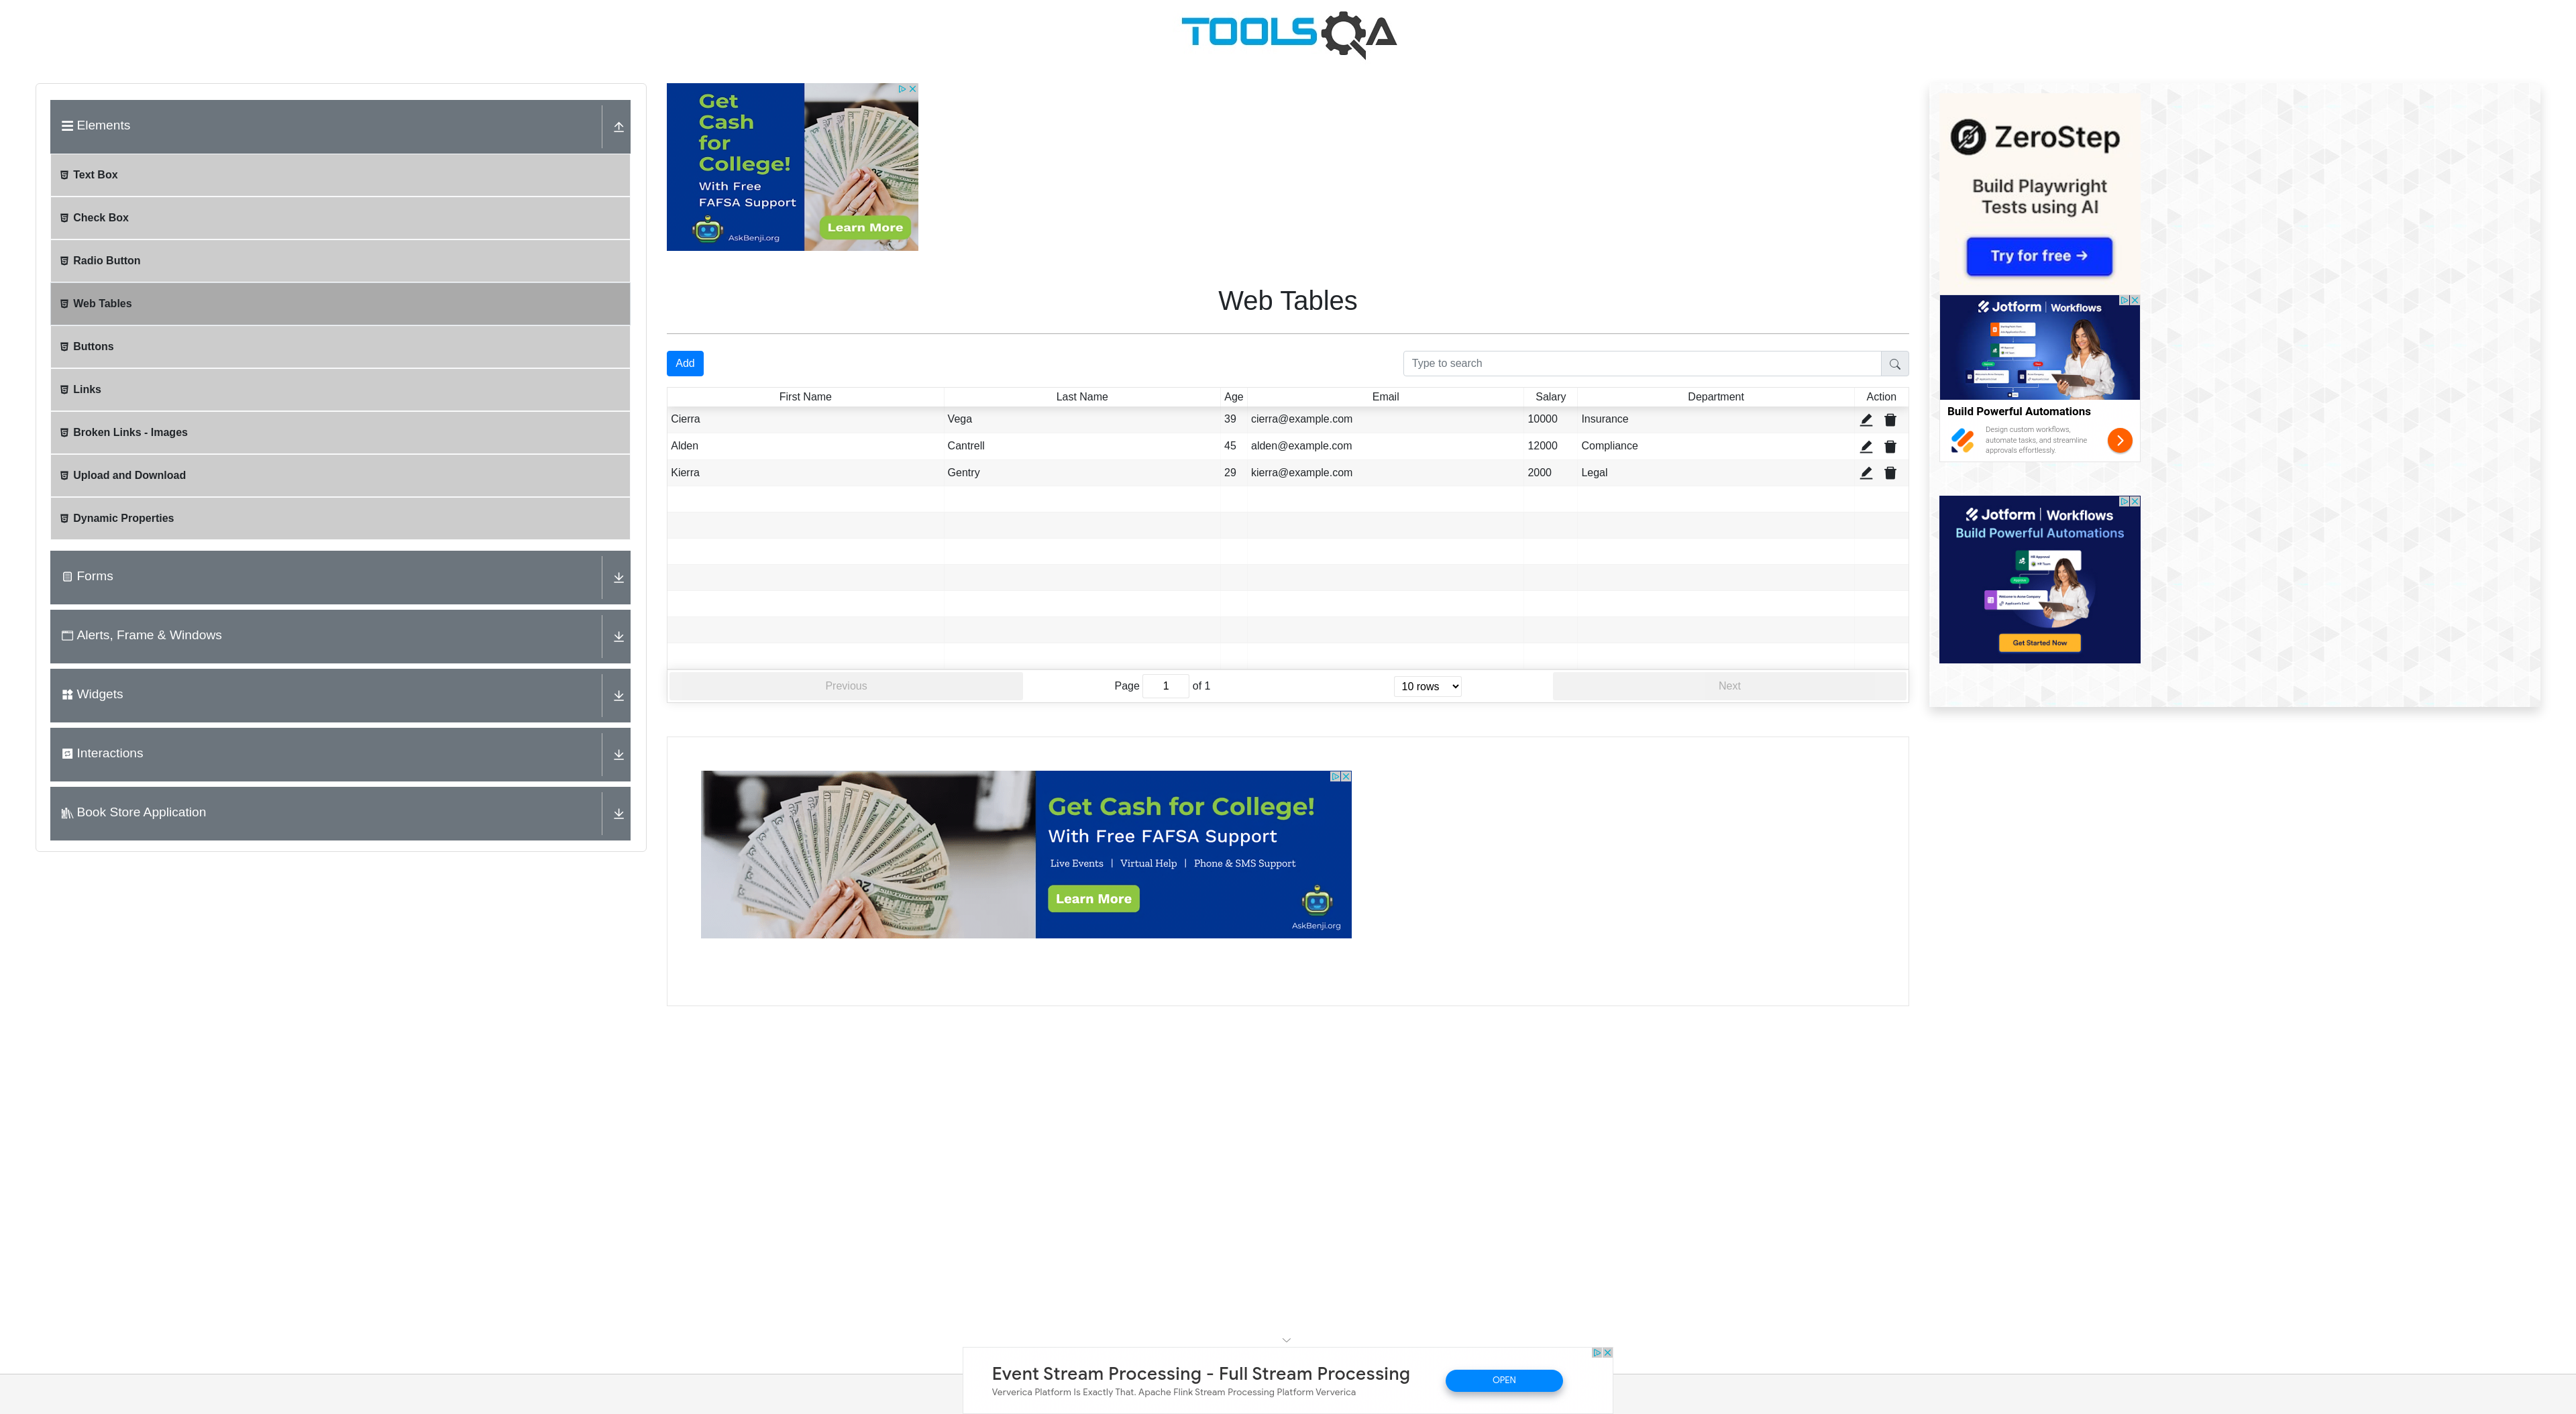 TOOLSQA
Elements
Text Box
Check Box
Radio Button
Web Tables
Buttons
Links
Broken Links - Images
Upload and Download
Dynamic Properties
Forms
Alerts, Frame & Windows
Widgets
Interactions
Book Store Application
Get
Cash
for
College!
With Free
FAFSA Support
AskBenji.org
Learn More
Web Tables
Add
Type to search
First Name Last Name Age Email Salary Department Action
Cierra Vega 39 cierra@example.com 10000 Insurance
Alden Cantrell 45 alden@example.com 12000 Compliance
Kierra Gentry 29 kierra@example.com 2000 Legal
Previous Page 1 of 1 10 rows Next
Get Cash for College!
With Free FAFSA Support
Live Events | Virtual Help | Phone & SMS Support
Learn More
AskBenji.org
ZeroStep
Build Playwright
Tests using AI
Try for free →
Jotform | Workflows
Build Powerful Automations
Design custom workflows,
automate tasks, and streamline
approvals effortlessly.
Jotform | Workflows
Build Powerful Automations
Get Started Now
Event Stream Processing - Full Stream Processing
Ververica Platform Is Exactly That. Apache Flink Stream Processing Platform Ververica
OPEN